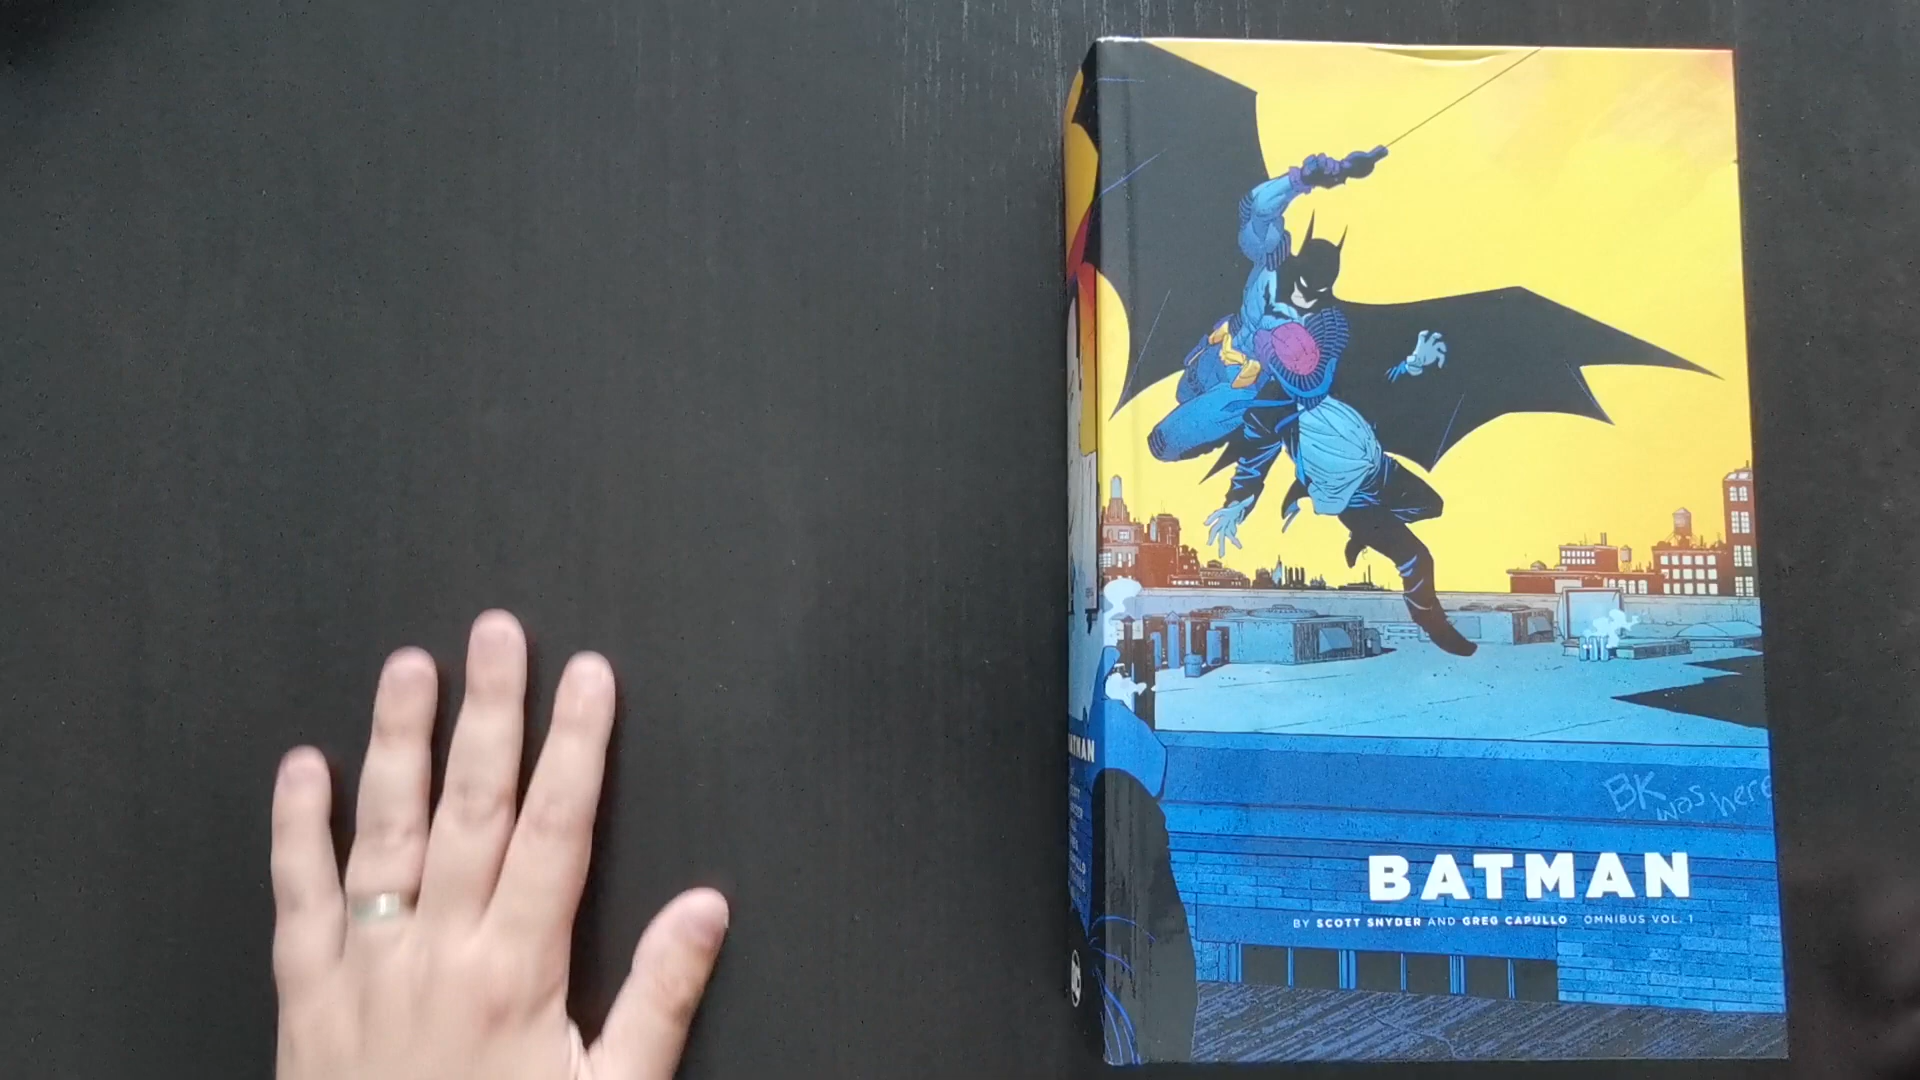 BATMAN
BK was here
BATMAN
BY SCOTT SNYDER AND GREG CAPULLO OMNIBUS VOL. 1